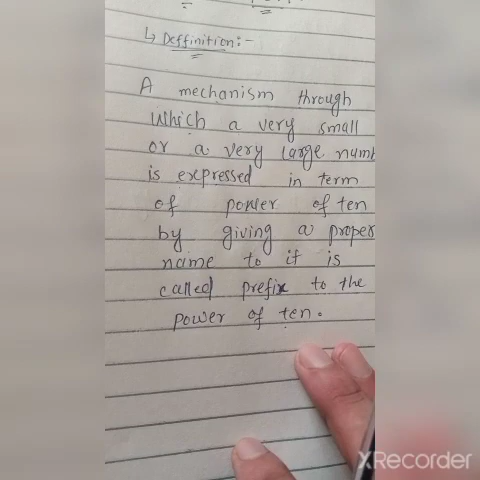 ↳ Deffinition:-
A mechanism through
which a very small
or a very large num
is expressed in term
of power of ten
by giving a proper
name to it is
called prefix to the
power of ten.
XRecorder